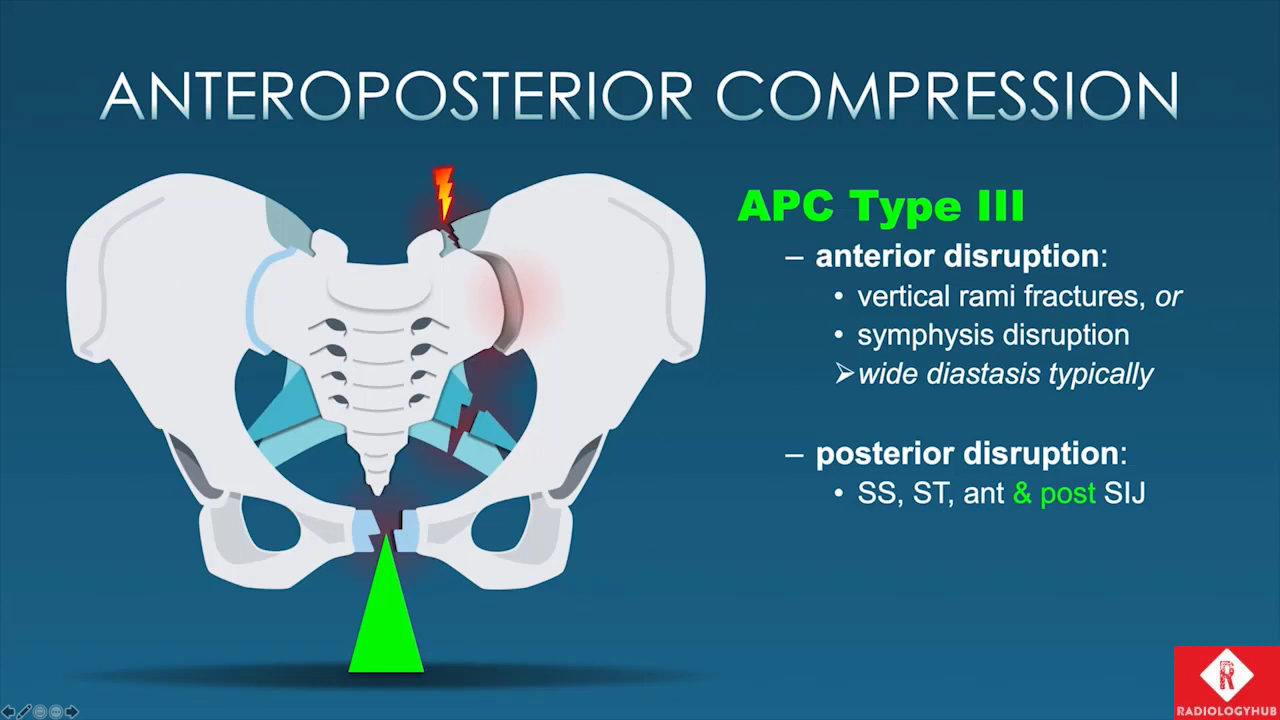 ANTEROPOSTERIOR COMPRESSION
APC Type III
– anterior disruption:
• vertical rami fractures, or
• symphysis disruption
➢ wide diastasis typically
– posterior disruption:
• SS, ST, ant & post SIJ
R
RADIOLOGYHUB